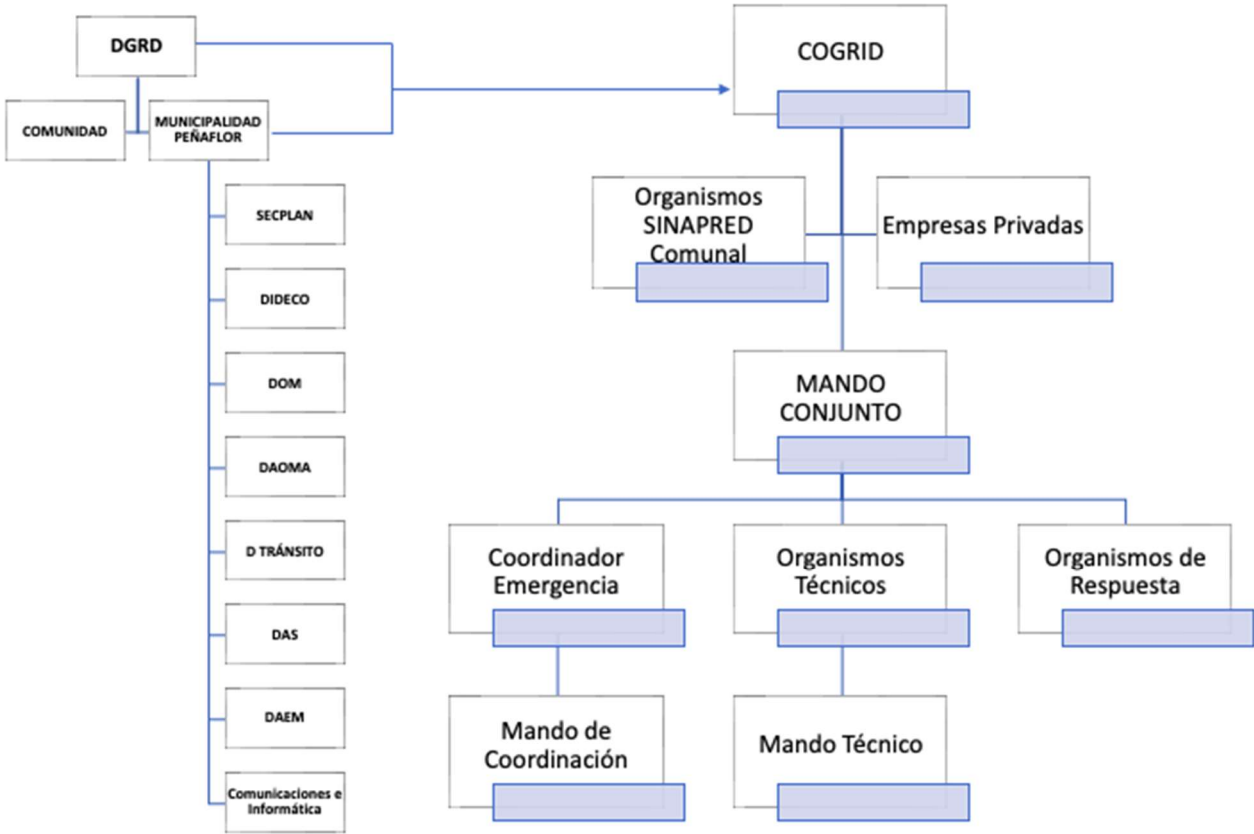 DGRD
COMUNIDAD
MUNICIPALIDAD
PEÑAFLOR
SECPLAN
DIDECO
DOM
DAOMA
D TRÁNSITO
DAS
DAEM
Comunicaciones e
Informática
COGRID
Organismos
SINAPRED
Comunal
Empresas Privadas
MANDO
CONJUNTO
Coordinador
Emergencia
Organismos
Técnicos
Organismos de
Respuesta
Mando de
Coordinación
Mando Técnico